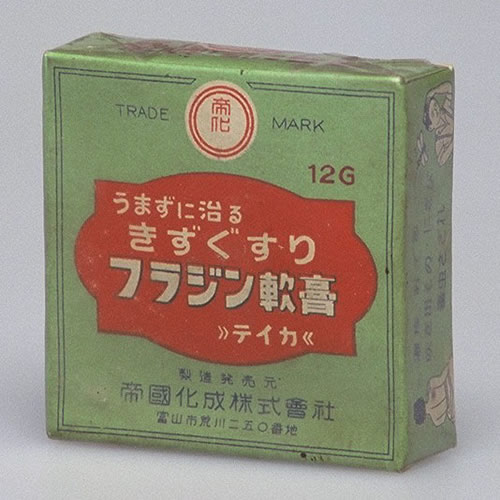 TRADE 帝化 MARK
12G
うまずに治る
きずぐすり
フラジン軟膏
》テイカ《
製造発売元
帝國化成株式會社
富山市荒川二五〇番地